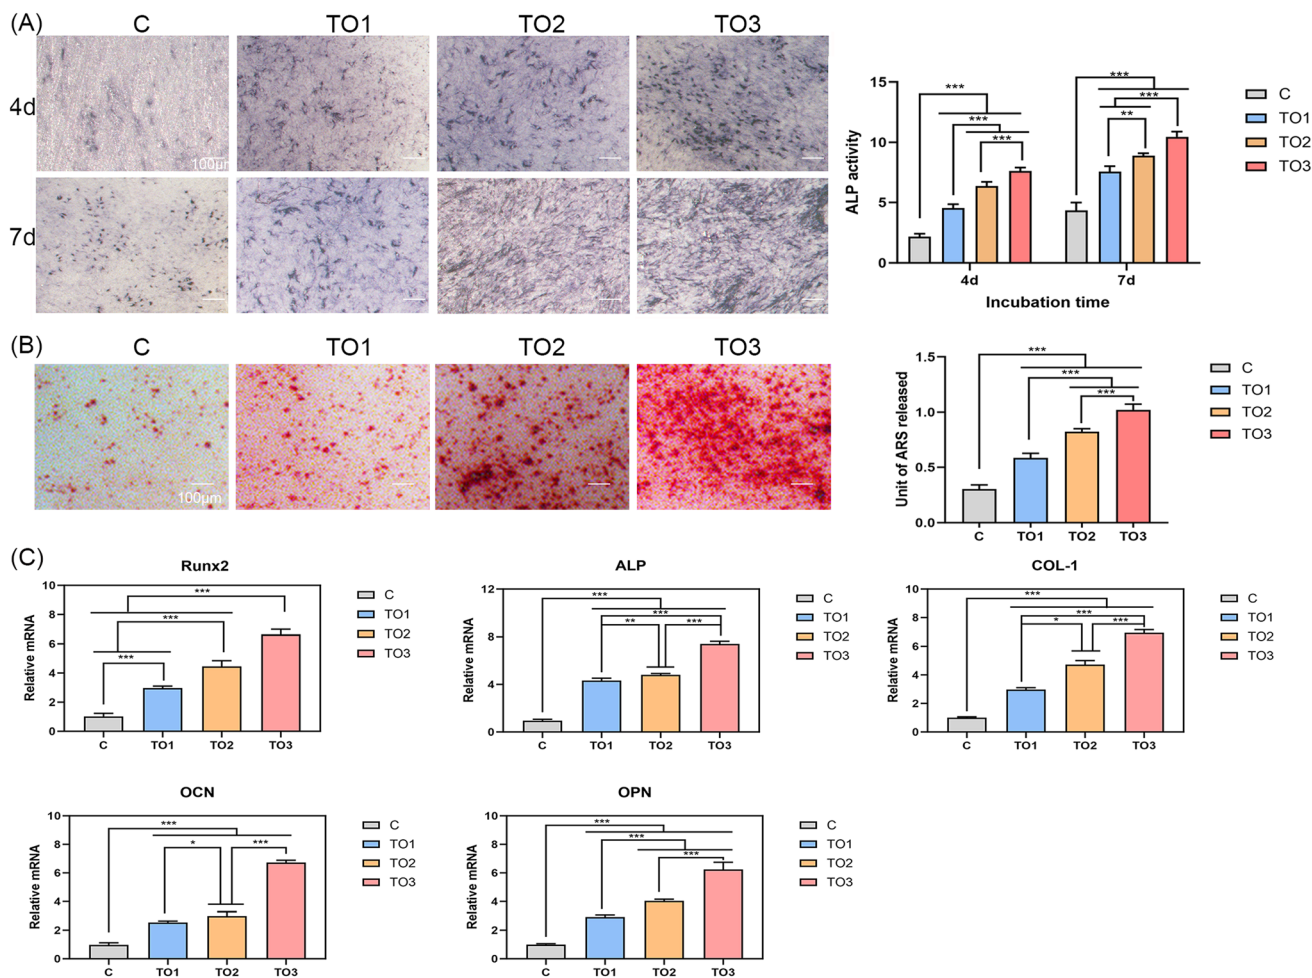 (A)
C TO1 TO2 TO3
4d
100μm
7d
15
10
5
0
ALP activity
*** *** ***
*** *** **
4d 7d
Incubation time
C
TO1
TO2
TO3
(B)
C TO1 TO2 TO3
100μm
1.5
1.0
0.5
0.0
Unit of ARS released
***
***
***
C TO1 TO2 TO3
C
TO1
TO2
TO3
(C)
Runx2
10
8
6
4
2
0
Relative mRNA
***
***
***
C TO1 TO2 TO3
C
TO1
TO2
TO3
ALP
12
8
4
0
Relative mRNA
***
***
** ***
C TO1 TO2 TO3
C
TO1
TO2
TO3
COL-1
10
8
6
4
2
0
Relative mRNA
***
***
* ***
C TO1 TO2 TO3
C
TO1
TO2
TO3
OCN
10
8
6
4
2
0
Relative mRNA
***
* ***
C TO1 TO2 TO3
C
TO1
TO2
TO3
OPN
10
8
6
4
2
0
Relative mRNA
***
***
***
C TO1 TO2 TO3
C
TO1
TO2
TO3